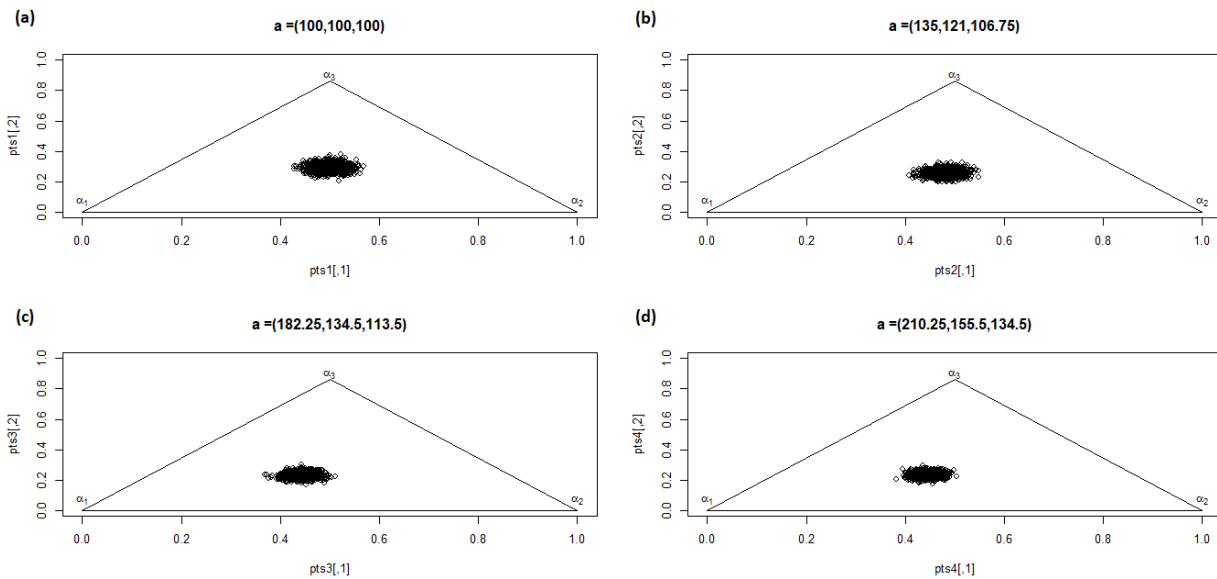 (a)
a =(100,100,100)
pts1[,2]
0.0 0.2 0.4 0.6 0.8 1.0
α3
α1
α2
0.0 0.2 0.4 0.6 0.8 1.0
pts1[,1]
(b)
a =(135,121,106.75)
pts2[,2]
0.0 0.2 0.4 0.6 0.8 1.0
α3
α1
α2
0.0 0.2 0.4 0.6 0.8 1.0
pts2[,1]
(c)
a =(182.25,134.5,113.5)
pts3[,2]
0.0 0.2 0.4 0.6 0.8 1.0
α3
α1
α2
0.0 0.2 0.4 0.6 0.8 1.0
pts3[,1]
(d)
a =(210.25,155.5,134.5)
pts4[,2]
0.0 0.2 0.4 0.6 0.8 1.0
α3
α1
α2
0.0 0.2 0.4 0.6 0.8 1.0
pts4[,1]